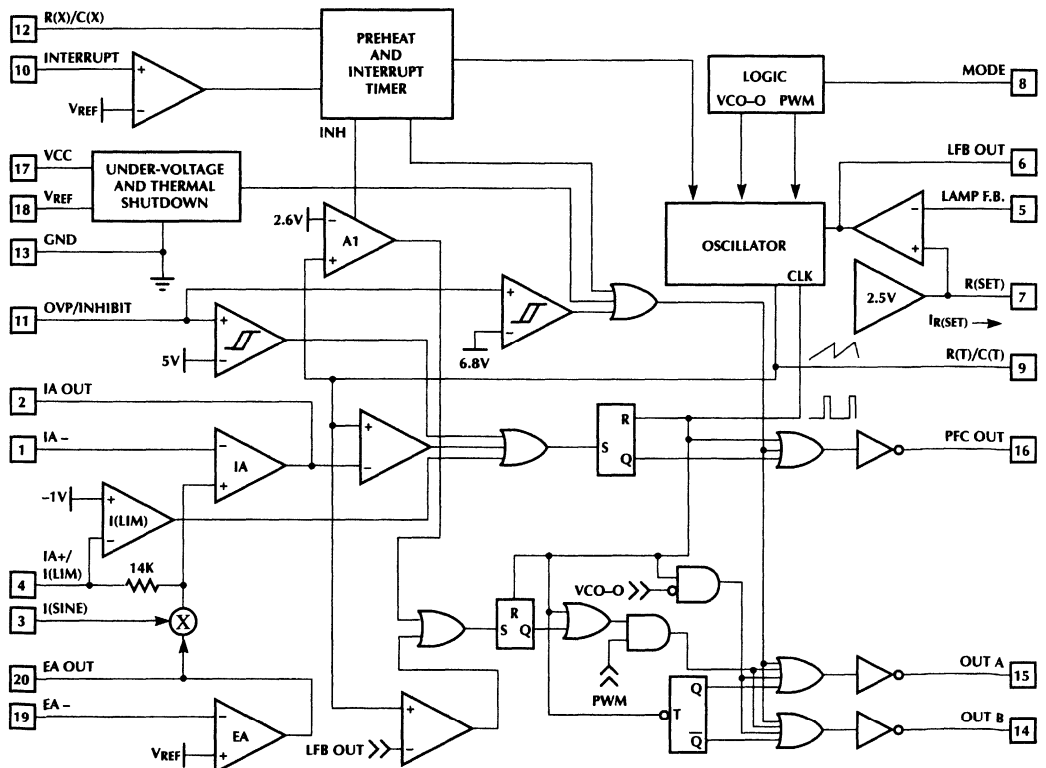 12 R(X)/C(X)
10 INTERRUPT
+
VREF
−
PREHEAT
AND
INTERRUPT
TIMER
INH
LOGIC
VCO–O PWM
MODE 8
17 VCC
18 VREF
13 GND
UNDER-VOLTAGE
AND THERMAL
SHUTDOWN
2.6V
−
A1
+
OSCILLATOR
CLK
LFB OUT 6
LAMP F.B. 5
−
+
2.5V
R(SET) 7
IR(SET)
R(T)/C(T) 9
11 OVP/INHIBIT
+
5V
−
+
6.8V
−
2 IA OUT
1 IA –
−
IA
+
+
−
R
S
Q
PFC OUT 16
–1V
+
I(LIM)
−
IA+/
4 I(LIM)
14K
3 I(SINE)
X
20 EA OUT
19 EA –
−
EA
VREF
+
+
LFB OUT
−
R
S Q
VCO–O
PWM
Q
T
Q̅
OUT A 15
OUT B 14